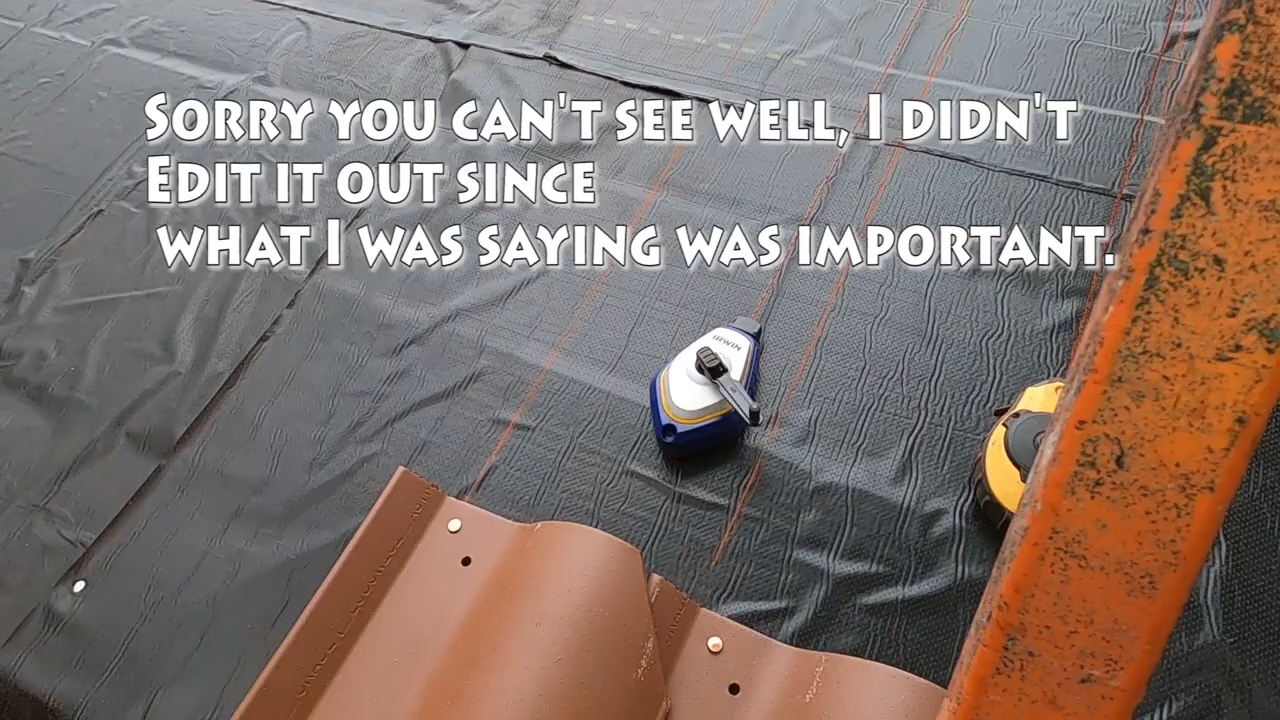 Sorry you can't see well, I didn't
Edit it out since
what I was saying was important.
IRWIN